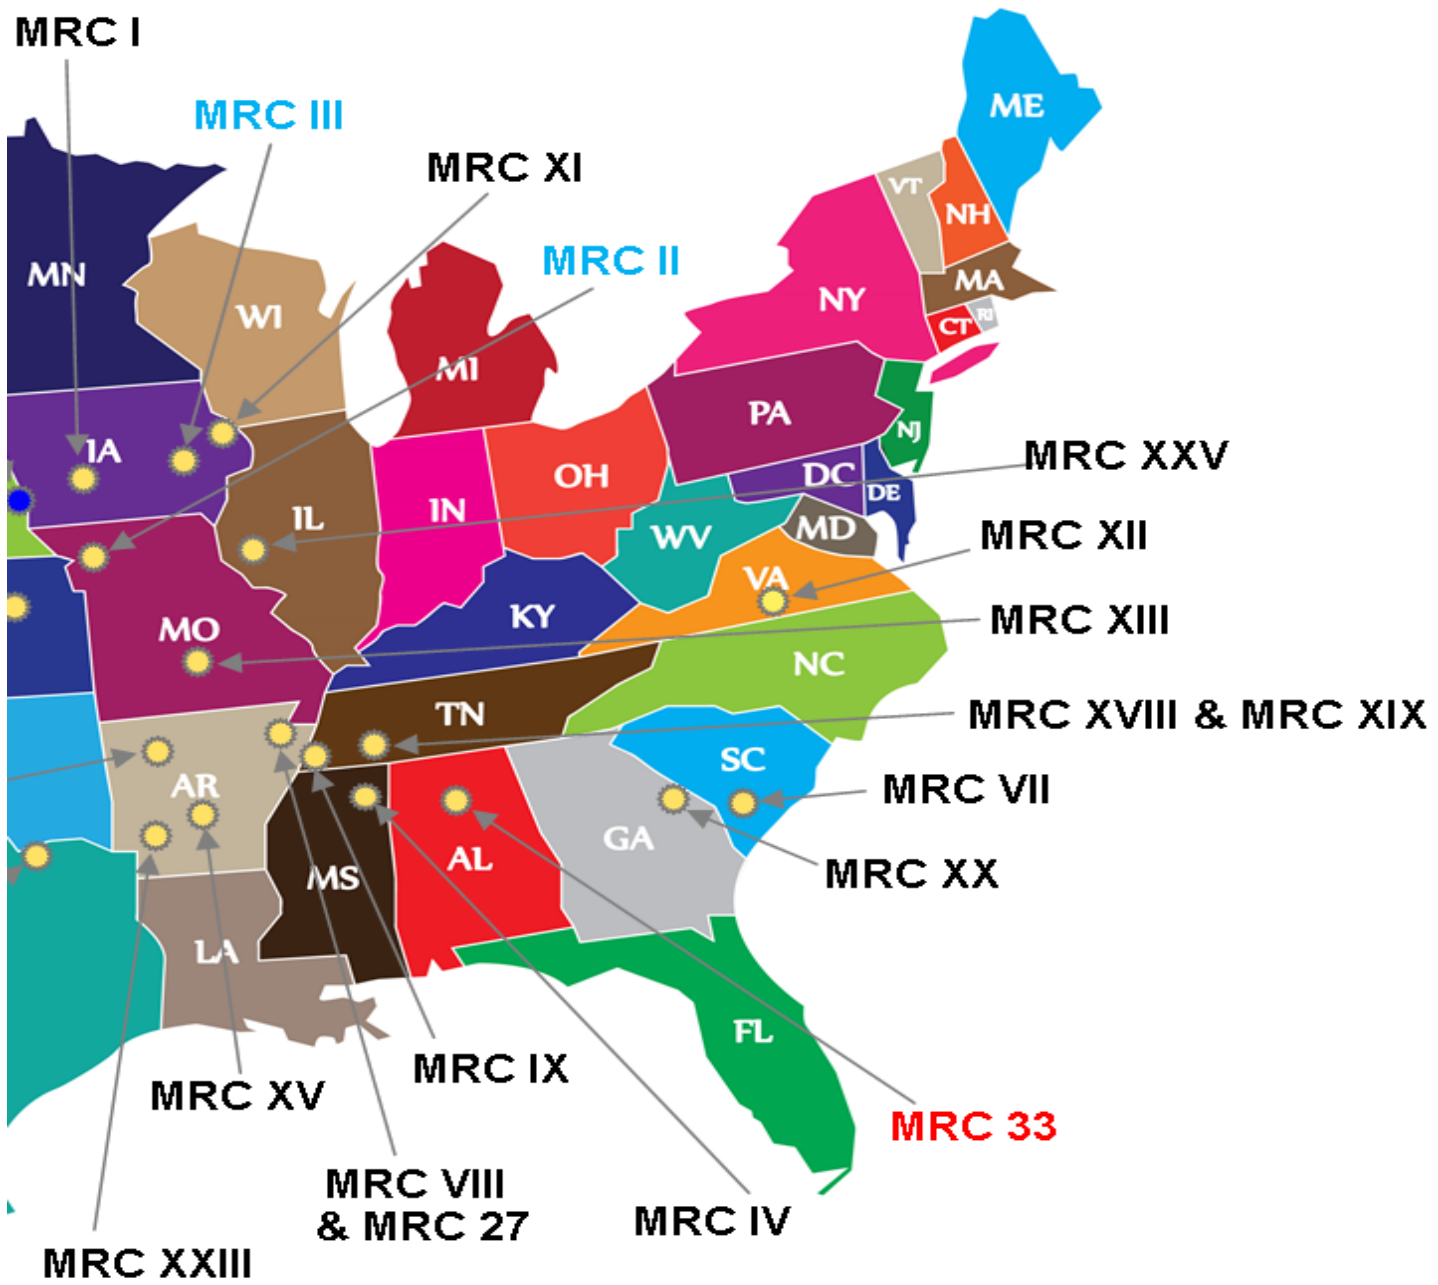 MRC I
MRC III
MRC XI
MRC II
ME
VT
NH
MN
WI
NY
MA
MI
CT
RI
IA
PA
NJ
MRC XXV
OH
DC
DE
IN
IL
WV
MD
MRC XII
VA
MO
KY
MRC XIII
NC
TN
MRC XVIII & MRC XIX
SC
AR
MRC VII
GA
AL
MS
MRC XX
LA
FL
MRC IX
MRC XV
MRC 33
MRC VIII
& MRC 27
MRC IV
MRC XXIII